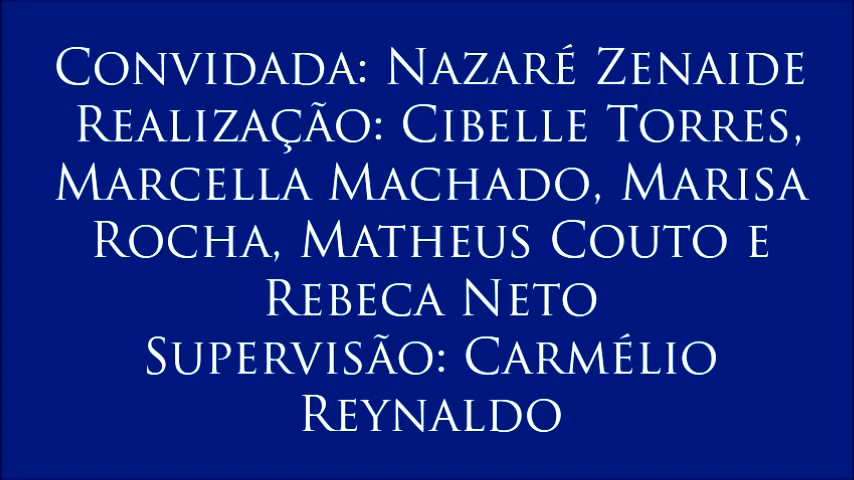 Convidada: Nazaré Zenaide
Realização: Cibelle Torres,
Marcella Machado, Marisa
Rocha, Matheus Couto e
Rebeca Neto
Supervisão: Carmélio
Reynaldo